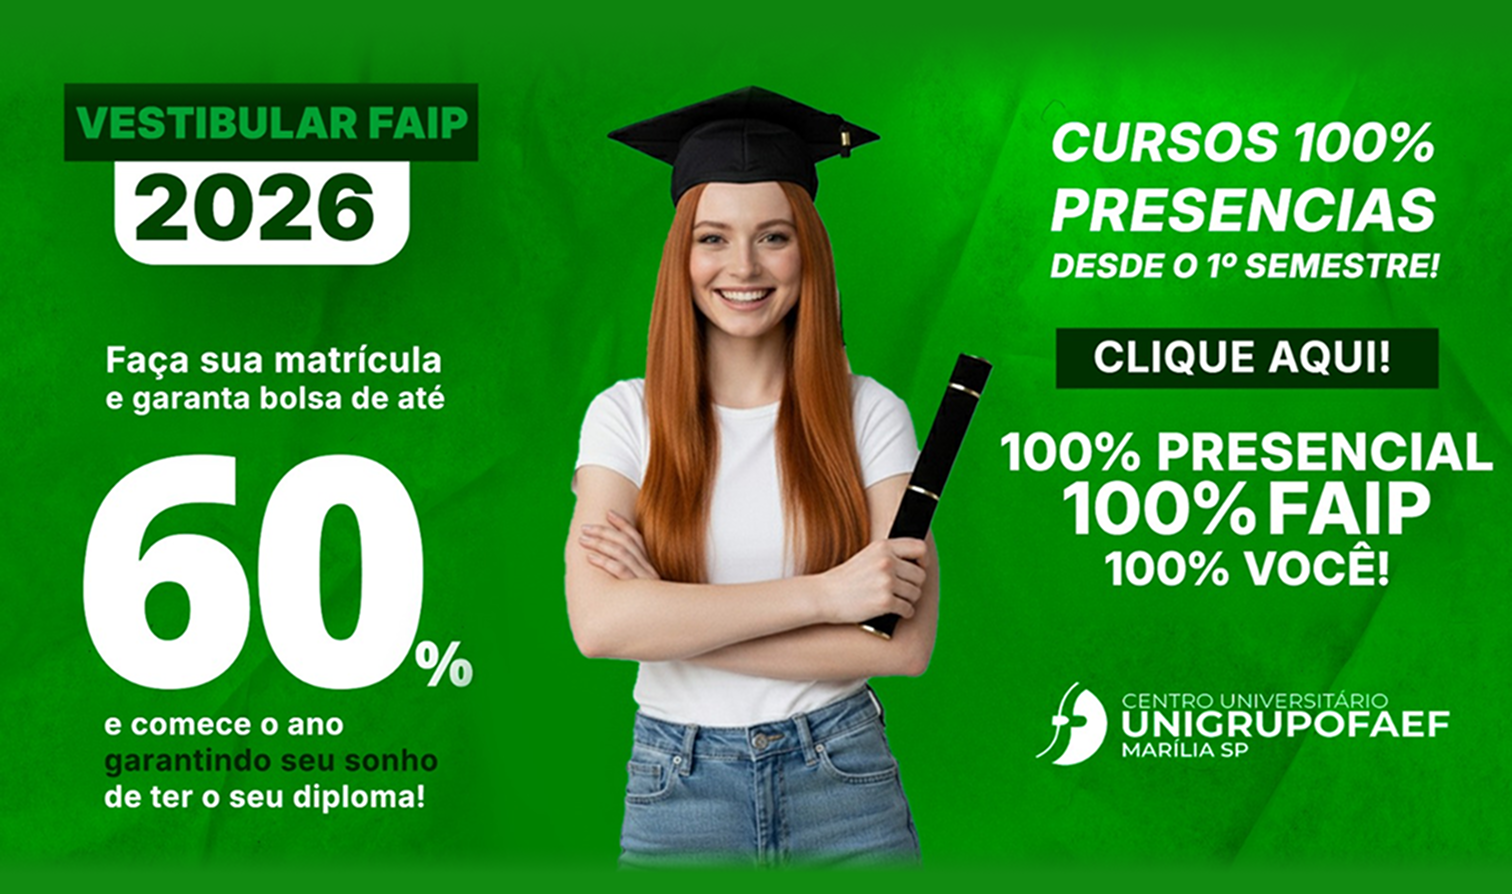 VESTIBULAR FAIP
2026
Faça sua matrícula
e garanta bolsa de até
60%
e comece o ano
garantindo seu sonho
de ter o seu diploma!
CURSOS 100%
PRESENCIAS
DESDE O 1º SEMESTRE!
CLIQUE AQUI!
100% PRESENCIAL
100% FAIP
100% VOCÊ!
CENTRO UNIVERSITÁRIO
UNIGRUPOFAEF
MARÍLIA SP